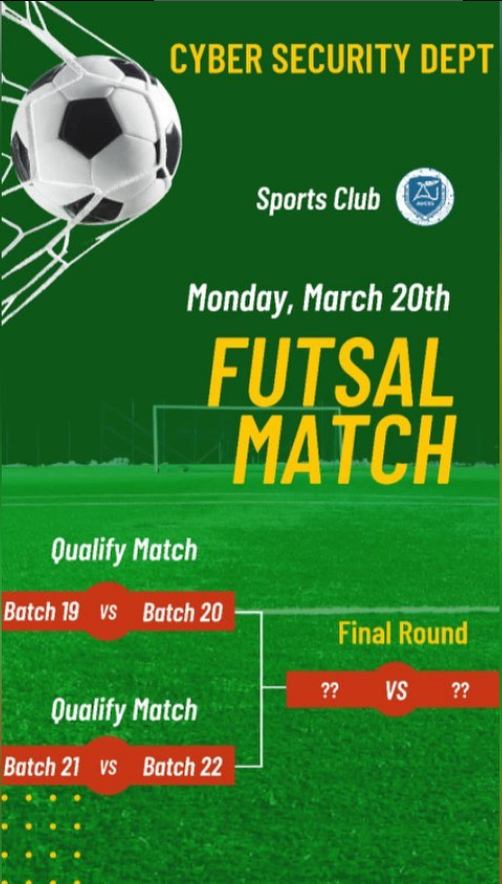 CYBER SECURITY DEPT
Sports Club
Monday, March 20th
FUTSAL
MATCH
Qualify Match
Batch 19 vs Batch 20
Final Round
?? VS ??
Qualify Match
Batch 21 vs Batch 22